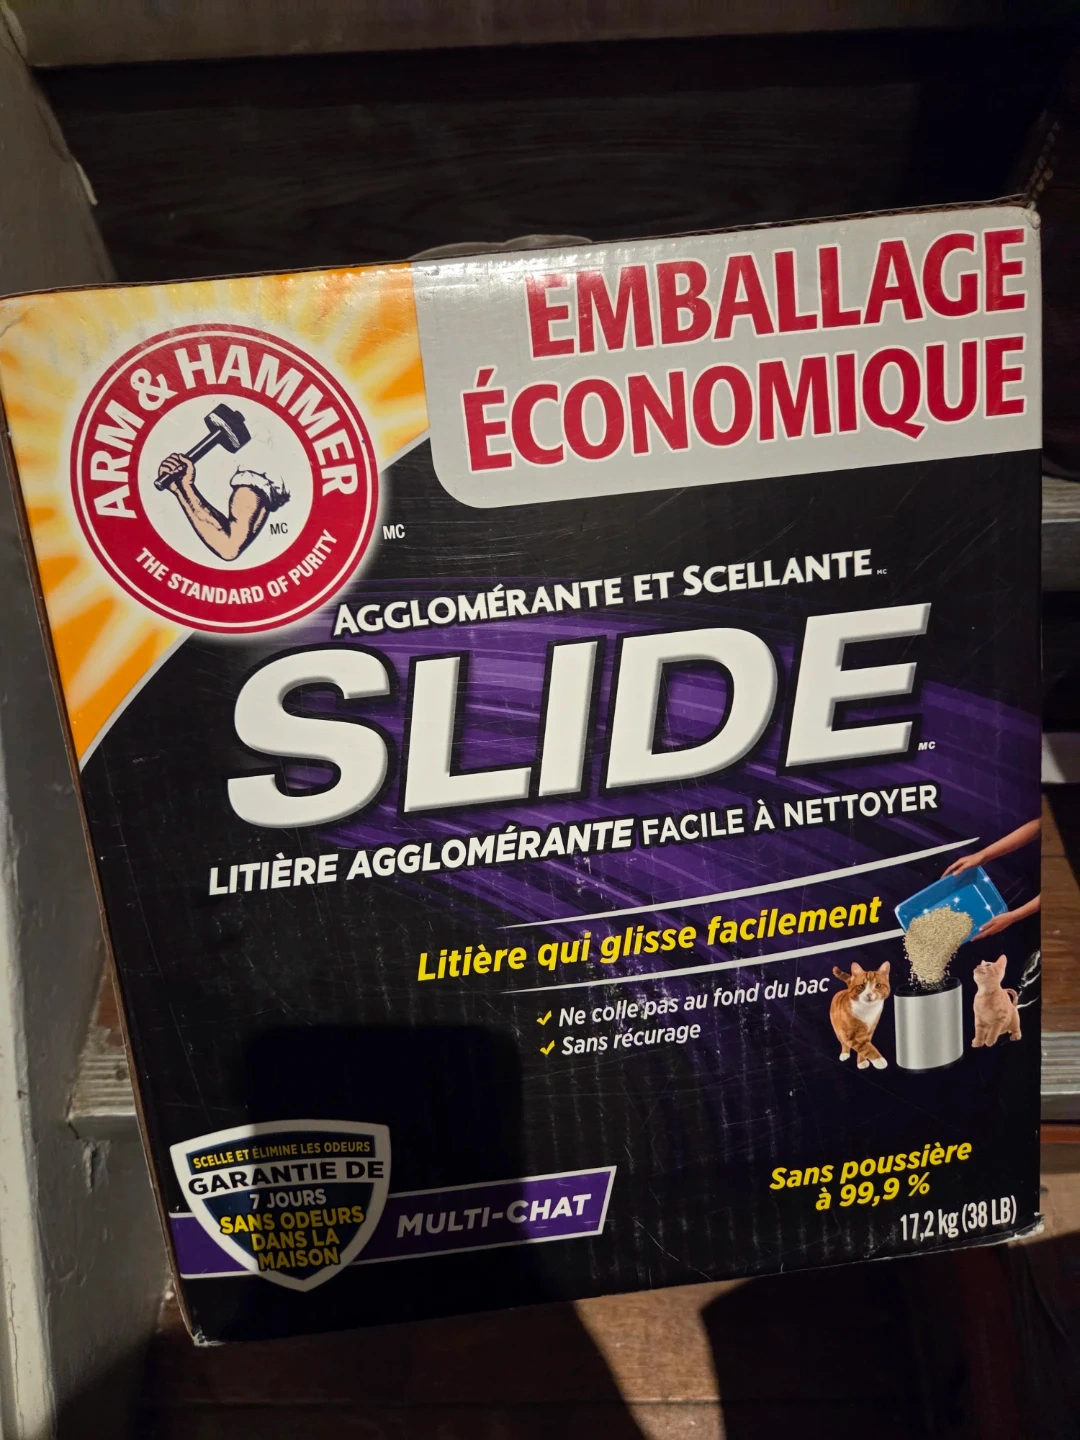 EMBALLAGE
ÉCONOMIQUE
ARM & HAMMER
MC
THE STANDARD OF PURITY
MC
AGGLOMÉRANTE ET SCELLANTE MC
SLIDE MC
LITIÈRE AGGLOMÉRANTE FACILE À NETTOYER
Litière qui glisse facilement
✓ Ne colle pas au fond du bac
✓ Sans récurage
SCELLE ET ÉLIMINE LES ODEURS
GARANTIE DE
7 JOURS
SANS ODEURS
DANS LA
MAISON
MULTI-CHAT
Sans poussière
à 99,9 %
17,2 kg (38 LB)